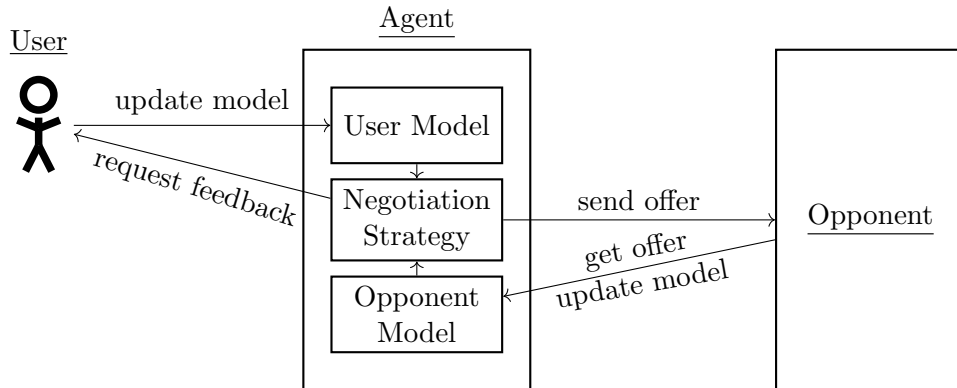 Agent
User
update model
User Model
request feedback
Negotiation
Strategy
send offer
Opponent
get offer
update model
Opponent
Model